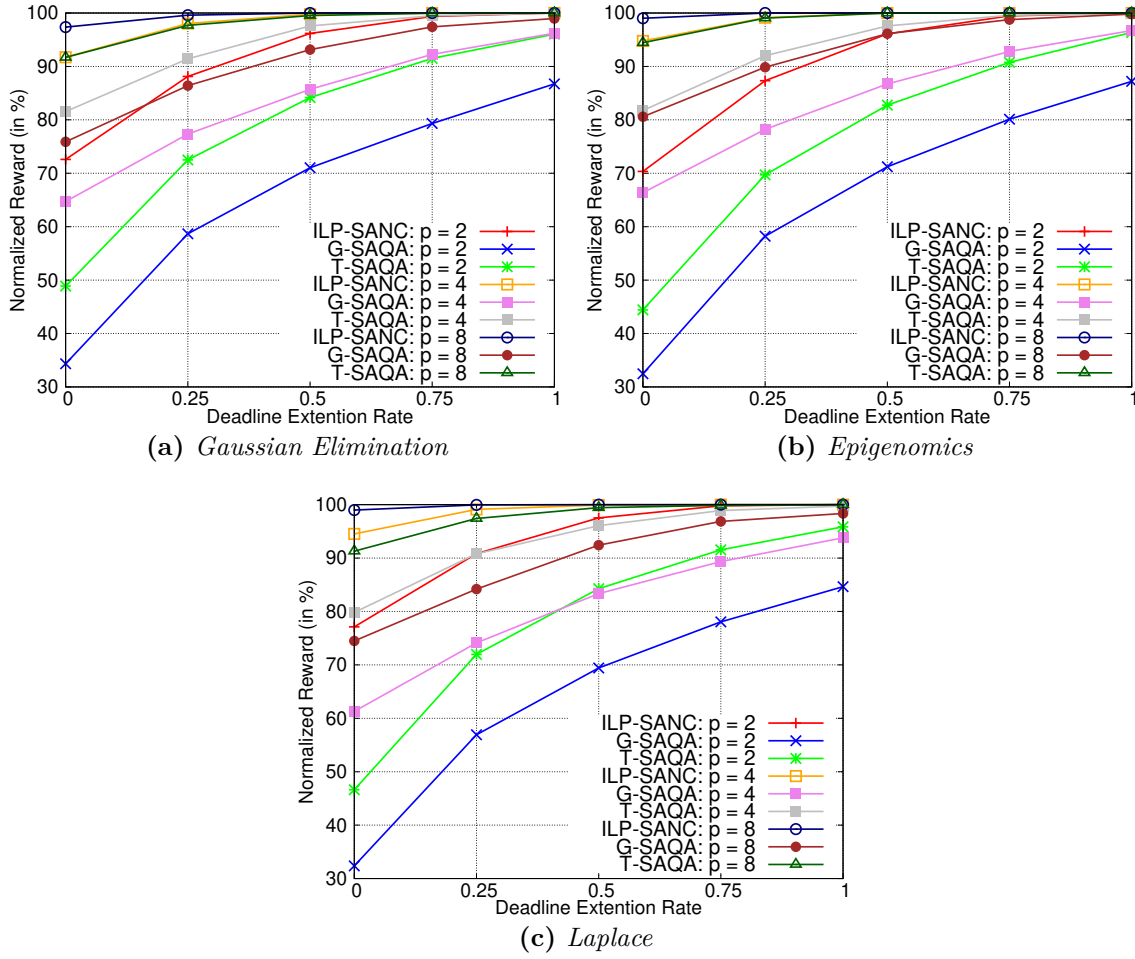 100
90
80
70
60
50
40
30
Normalized Reward (in %)
ILP-SANC: p = 2
G-SAQA: p = 2
T-SAQA: p = 2
ILP-SANC: p = 4
G-SAQA: p = 4
T-SAQA: p = 4
ILP-SANC: p = 8
G-SAQA: p = 8
T-SAQA: p = 8
0 0.25 0.5 0.75 1
Deadline Extention Rate
(a) Gaussian Elimination
100
90
80
70
60
50
40
30
Normalized Reward (in %)
ILP-SANC: p = 2
G-SAQA: p = 2
T-SAQA: p = 2
ILP-SANC: p = 4
G-SAQA: p = 4
T-SAQA: p = 4
ILP-SANC: p = 8
G-SAQA: p = 8
T-SAQA: p = 8
0 0.25 0.5 0.75 1
Deadline Extention Rate
(b) Epigenomics
100
90
80
70
60
50
40
30
Normalized Reward (in %)
ILP-SANC: p = 2
G-SAQA: p = 2
T-SAQA: p = 2
ILP-SANC: p = 4
G-SAQA: p = 4
T-SAQA: p = 4
ILP-SANC: p = 8
G-SAQA: p = 8
T-SAQA: p = 8
0 0.25 0.5 0.75 1
Deadline Extention Rate
(c) Laplace